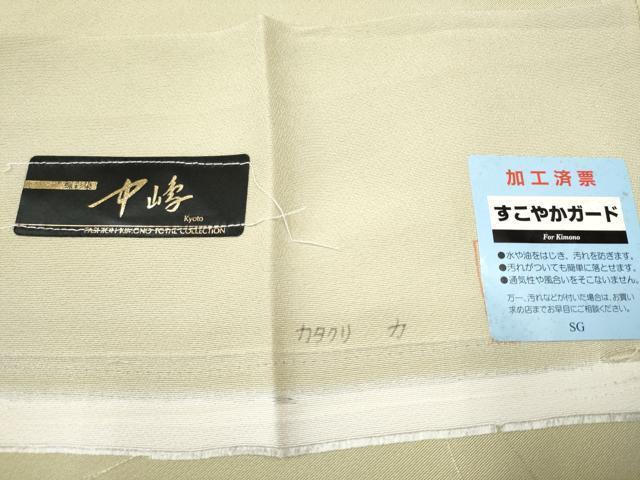 中峰
Kyoto
FASHION KIMONO TOTAL COLLECTION
加工済票
すこやかガード
For Kimono
●水や油をはじき、汚れを防ぎます。
●汚れがついても簡単に落とせます。
●通気性や風合いをそこないません。
万一、汚れなどが付いた場合は、お買い
求め店までお早目にご相談ください。
SG
カタクリ カ